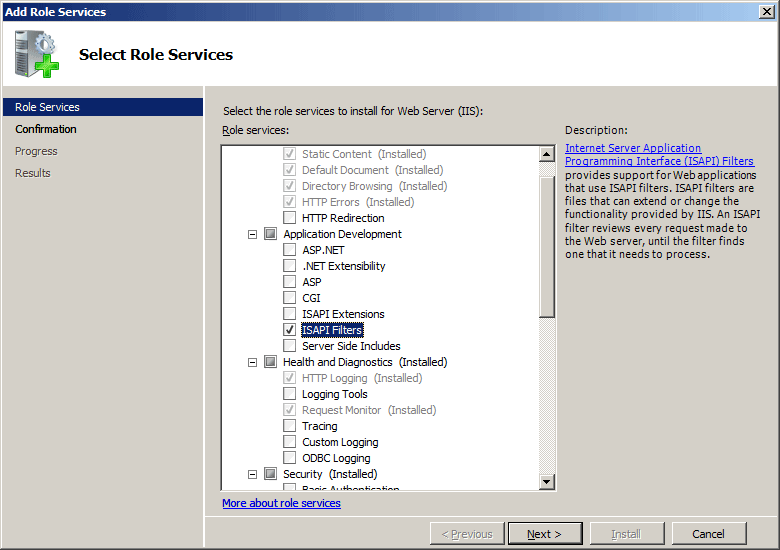 Add Role Services
Select Role Services
Role Services
Confirmation
Progress
Results
Select the role services to install for Web Server (IIS):
Role services:
Static Content (Installed)
Default Document (Installed)
Directory Browsing (Installed)
HTTP Errors (Installed)
HTTP Redirection
Application Development
ASP.NET
.NET Extensibility
ASP
CGI
ISAPI Extensions
ISAPI Filters
Server Side Includes
Health and Diagnostics (Installed)
HTTP Logging (Installed)
Logging Tools
Request Monitor (Installed)
Tracing
Custom Logging
ODBC Logging
Security (Installed)
Basic Authentication
More about role services
Description:
Internet Server Application
Programming Interface (ISAPI) Filters
provides support for Web applications
that use ISAPI filters. ISAPI filters are
files that can extend or change the
functionality provided by IIS. An ISAPI
filter reviews every request made to
the Web server, until the filter finds
one that it needs to process.
< Previous
Next >
Install
Cancel